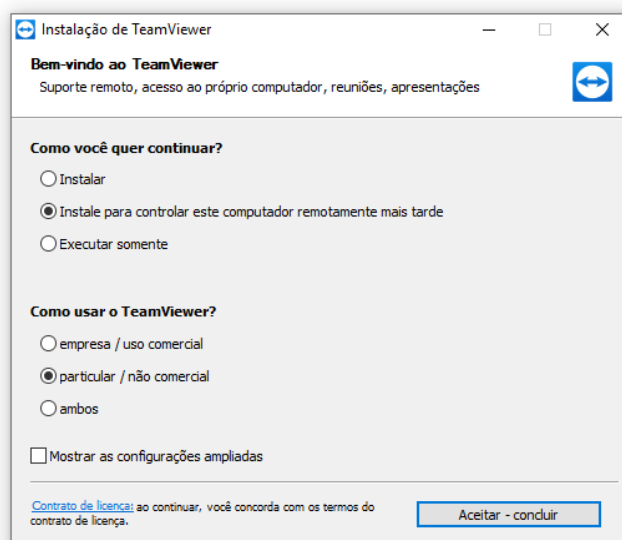 Instalação de TeamViewer
Bem-vindo ao TeamViewer
Suporte remoto, acesso ao próprio computador, reuniões, apresentações
Como você quer continuar?
Instalar
Instale para controlar este computador remotamente mais tarde
Executar somente
Como usar o TeamViewer?
empresa / uso comercial
particular / não comercial
ambos
Mostrar as configurações ampliadas
Contrato de licença: ao continuar, você concorda com os termos do
contrato de licença.
Aceitar - concluir